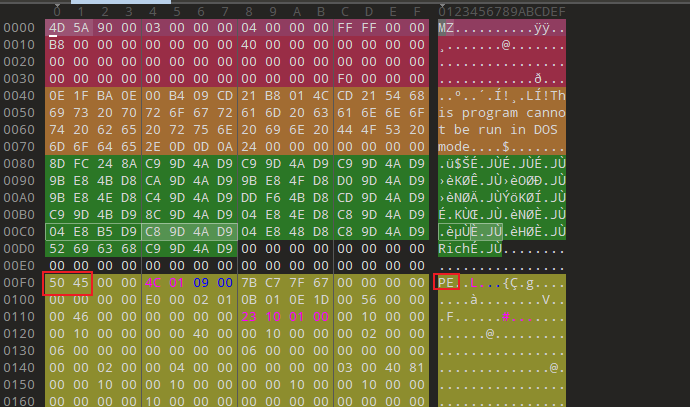 0 1 2 3 4 5 6 7 8 9 A B C D E F 0123456789ABCDEF
0000 4D 5A 90 00 03 00 00 00 04 00 00 00 FF FF 00 00 MZ..........ÿÿ..
0010 B8 00 00 00 00 00 00 00 40 00 00 00 00 00 00 00 ¸.......@.......
0020 00 00 00 00 00 00 00 00 00 00 00 00 00 00 00 00 ................
0030 00 00 00 00 00 00 00 00 00 00 00 00 F0 00 00 00 ............ð...
0040 0E 1F BA 0E 00 B4 09 CD 21 B8 01 4C CD 21 54 68 ..º..´.Í!¸.LÍ!Th
0050 69 73 20 70 72 6F 67 72 61 6D 20 63 61 6E 6E 6F is program canno
0060 74 20 62 65 20 72 75 6E 20 69 6E 20 44 4F 53 20 t be run in DOS
0070 6D 6F 64 65 2E 0D 0D 0A 24 00 00 00 00 00 00 00 mode....$.......
0080 8D FC 24 8A C9 9D 4A D9 C9 9D 4A D9 C9 9D 4A D9 .ü$ŠÉ.JÙÉ.JÙÉ.JÙ
0090 9B E8 4B D8 CA 9D 4A D9 9B E8 4F D8 D0 9D 4A D9 ›èKØÊ.JÙ›èOØÐ.JÙ
00A0 9B E8 4E D8 C4 9D 4A D9 DD F6 4B D8 CD 9D 4A D9 ›èNØÄ.JÙÝöKØÍ.JÙ
00B0 C9 9D 4B D9 8C 9D 4A D9 04 E8 4E D8 C8 9D 4A D9 É.KÙŒ.JÙ.èNØÈ.JÙ
00C0 04 E8 B5 D9 C8 9D 4A D9 04 E8 48 D8 C8 9D 4A D9 .èµÙÈ.JÙ.èHØÈ.JÙ
00D0 52 69 63 68 C9 9D 4A D9 00 00 00 00 00 00 00 00 RichÉ.JÙ........
00E0 00 00 00 00 00 00 00 00 00 00 00 00 00 00 00 00 ................
00F0 50 45 00 00 4C 01 09 00 7B C7 7F 67 00 00 00 00 PE..L...{Ç.g....
0100 00 00 00 00 E0 00 02 01 0B 01 0E 1D 00 56 00 00 ....à........V..
0110 00 46 00 00 00 00 00 00 23 10 01 00 00 10 00 00 .F......#.......
0120 00 10 00 00 00 00 40 00 00 10 00 00 00 02 00 00 ......@.........
0130 06 00 00 00 00 00 00 00 06 00 00 00 00 00 00 00 ................
0140 00 00 02 00 00 04 00 00 00 00 00 00 03 00 40 81 ..............@.
0150 00 00 10 00 00 10 00 00 00 00 10 00 00 10 00 00 ................
0160 00 00 00 00 10 00 00 00 00 00 00 00 00 00 00 00 ................